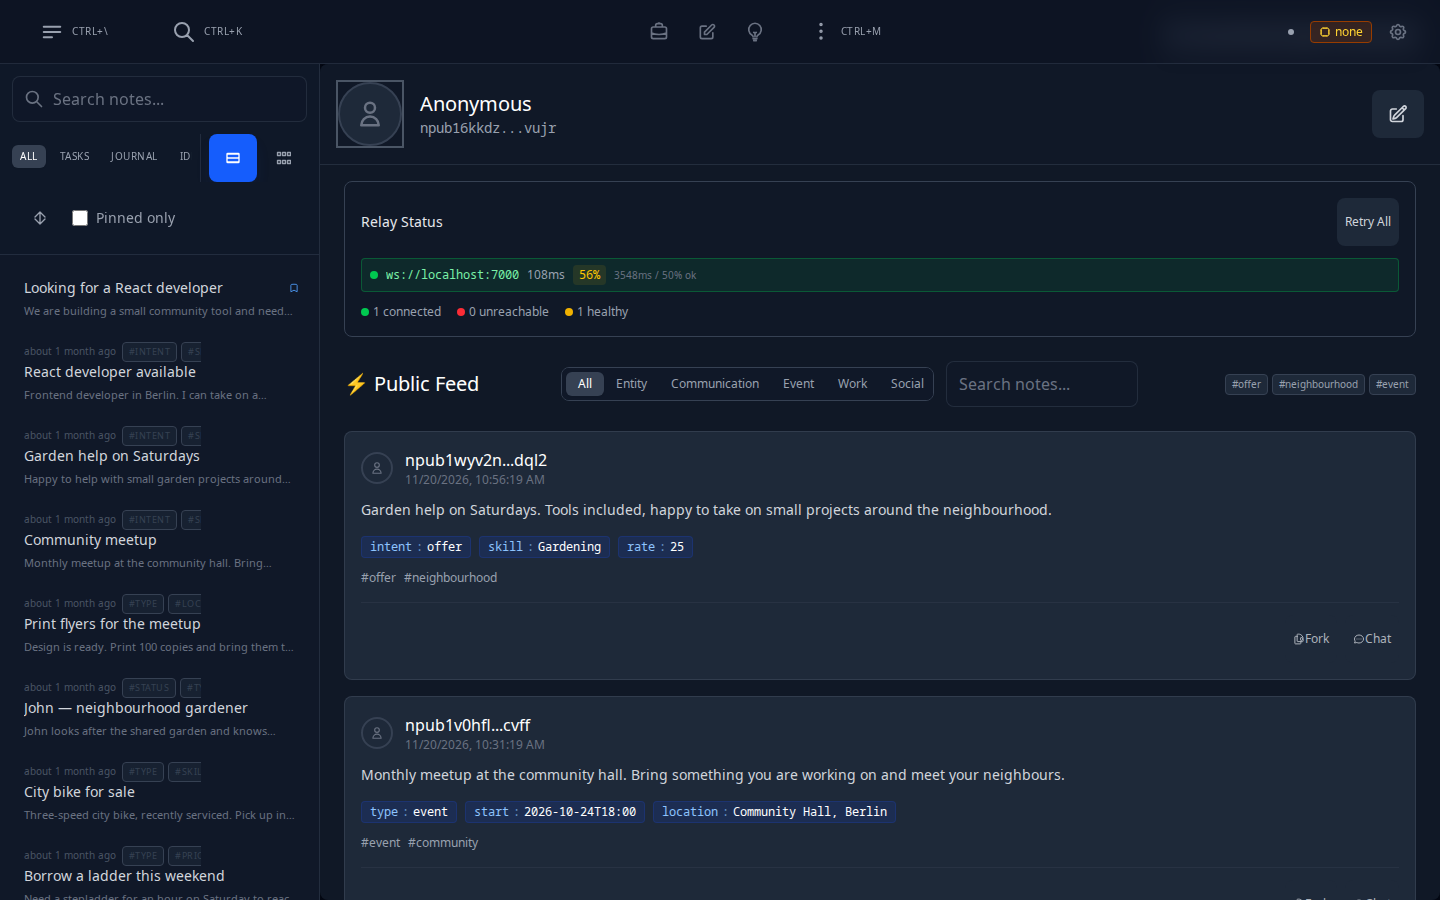 CTRL+\ CTRL+K CTRL+M none
Search notes...
ALL TASKS JOURNAL ID
Pinned only
Looking for a React developer
We are building a small community tool and need...
about 1 month ago #INTENT #S
React developer available
Frontend developer in Berlin. I can take on a...
about 1 month ago #INTENT #S
Garden help on Saturdays
Happy to help with small garden projects around...
about 1 month ago #INTENT #S
Community meetup
Monthly meetup at the community hall. Bring...
about 1 month ago #TYPE #LOC
Print flyers for the meetup
Design is ready. Print 100 copies and bring them t...
about 1 month ago #STATUS #T
John — neighbourhood gardener
John looks after the shared garden and knows...
about 1 month ago #TYPE #SKIL
City bike for sale
Three-speed city bike, recently serviced. Pick up in...
about 1 month ago #TYPE #PRIC
Borrow a ladder this weekend
Need a stepladder for an hour on Saturday to reac...
Anonymous
npub16kkdz...vujr
Relay Status
Retry All
ws://localhost:7000 108ms 56% 3548ms / 50% ok
1 connected 0 unreachable 1 healthy
⚡ Public Feed
All Entity Communication Event Work Social
Search notes...
#offer #neighbourhood #event
npub1wyv2n...dql2
11/20/2026, 10:56:19 AM
Garden help on Saturdays. Tools included, happy to take on small projects around the neighbourhood.
intent : offer skill : Gardening rate : 25
#offer #neighbourhood
Fork Chat
npub1v0hfl...cvff
11/20/2026, 10:31:19 AM
Monthly meetup at the community hall. Bring something you are working on and meet your neighbours.
type : event start : 2026-10-24T18:00 location : Community Hall, Berlin
#event #community